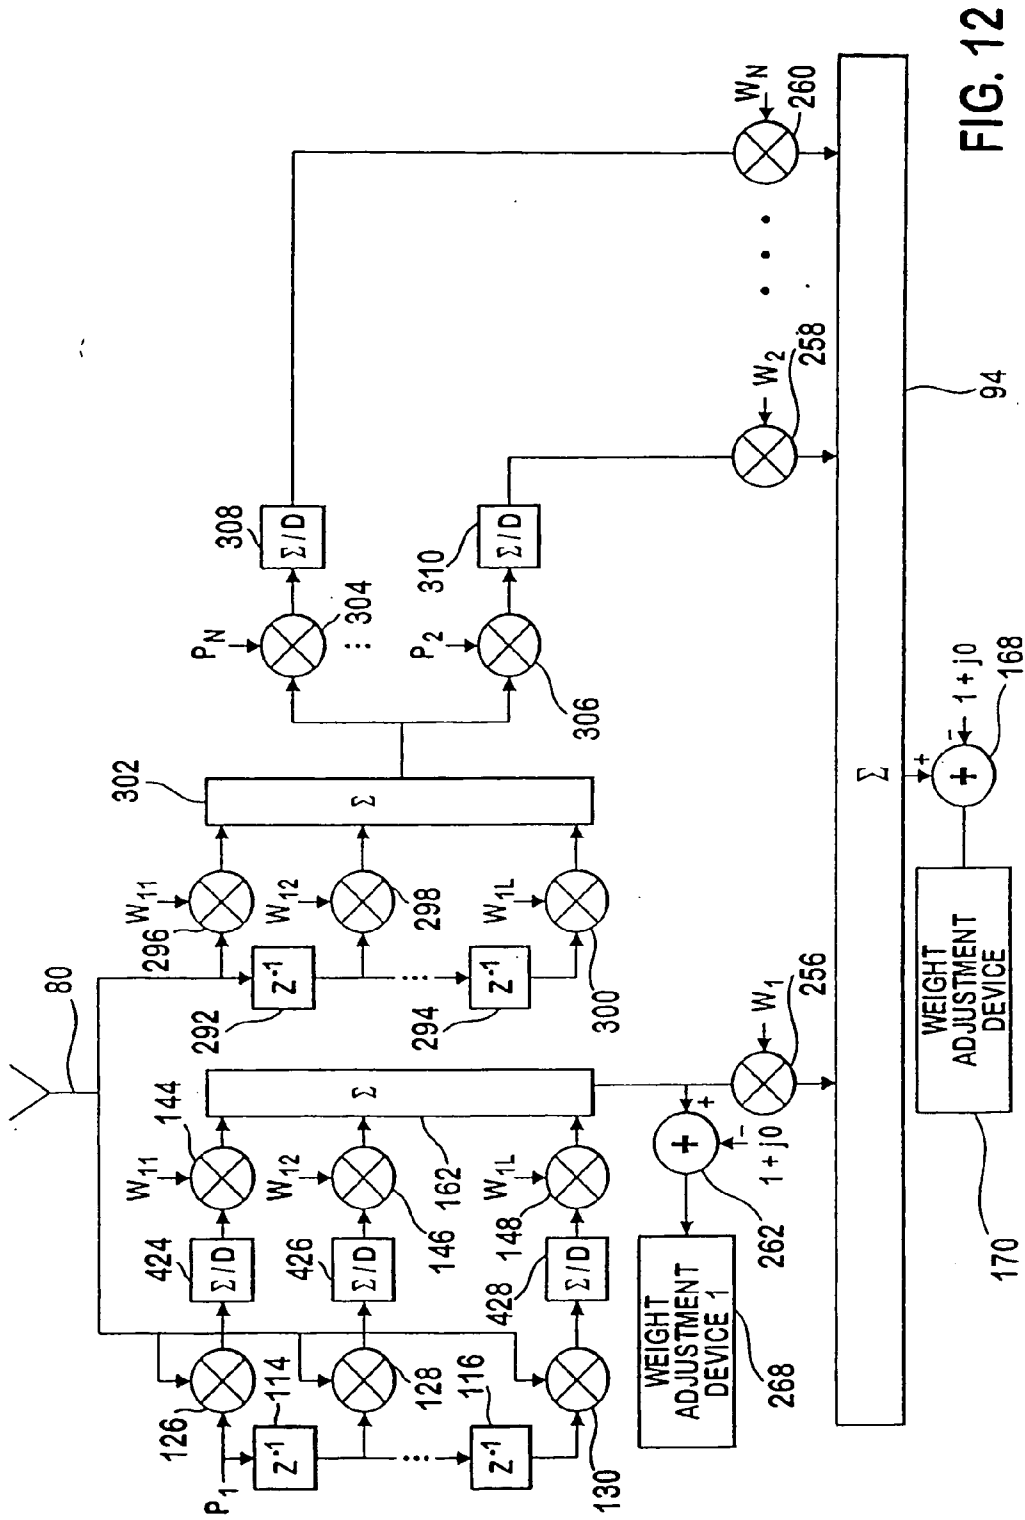 80
P1
126
Z-1
114
128
Z-1
116
130
424
Σ/D
426
Σ/D
428
Σ/D
W11
144
W12
146
W1L
148
Σ
162
W11
296
Z-1
292
W12
298
Z-1
294
W1L
300
Σ
302
PN
304
⋮
P2
306
308
Σ/D
310
Σ/D
+
+
-
1 + j0
262
WEIGHT
ADJUSTMENT
DEVICE 1
268
W1
256
W2
258
• • •
WN
260
Σ
94
+
+
-
1 + j0
168
WEIGHT
ADJUSTMENT
DEVICE
170
FIG. 12